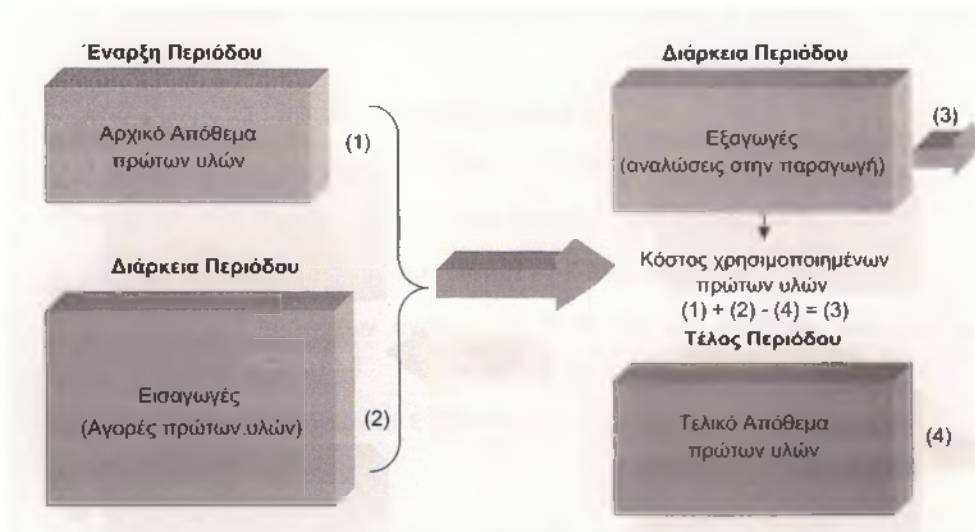 Έναρξη Περιόδου
Αρχικό Απόθεμα
πρώτων υλών
(1)
Διάρκεια Περιόδου
Εισαγωγές
(Αγορές πρώτων υλών)
(2)
Διάρκεια Περιόδου
Εξαγωγές
(αναλώσεις στην παραγωγή)
(3)
Κόστος χρησιμοποιημένων
πρώτων υλών
(1) + (2) - (4) = (3)
Τέλος Περιόδου
Τελικό Απόθεμα
πρώτων υλών
(4)